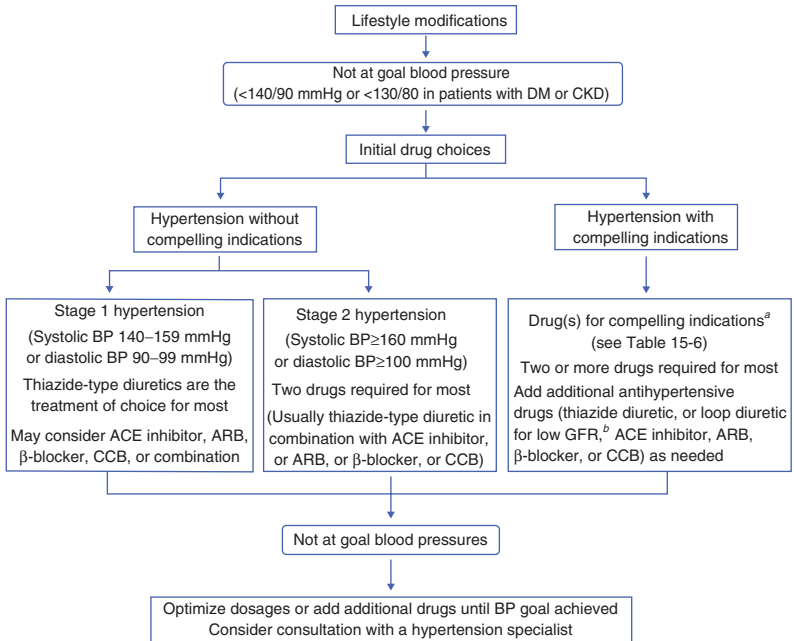 Lifestyle modifications
Not at goal blood pressure
(<140/90 mmHg or <130/80 in patients with DM or CKD)
Initial drug choices
Hypertension without
compelling indications
Hypertension with
compelling indications
Stage 1 hypertension
(Systolic BP 140–159 mmHg
or diastolic BP 90–99 mmHg)
Thiazide-type diuretics are the
treatment of choice for most
May consider ACE inhibitor, ARB,
β-blocker, CCB, or combination
Stage 2 hypertension
(Systolic BP≥160 mmHg
or diastolic BP≥100 mmHg)
Two drugs required for most
(Usually thiazide-type diuretic in
combination with ACE inhibitor,
or ARB, or β-blocker, or CCB)
Drug(s) for compelling indications^a
(see Table 15-6)
Two or more drugs required for most
Add additional antihypertensive
drugs (thiazide diuretic, or loop diuretic
for low GFR,^b ACE inhibitor, ARB,
β-blocker, or CCB) as needed
Not at goal blood pressures
Optimize dosages or add additional drugs until BP goal achieved
Consider consultation with a hypertension specialist